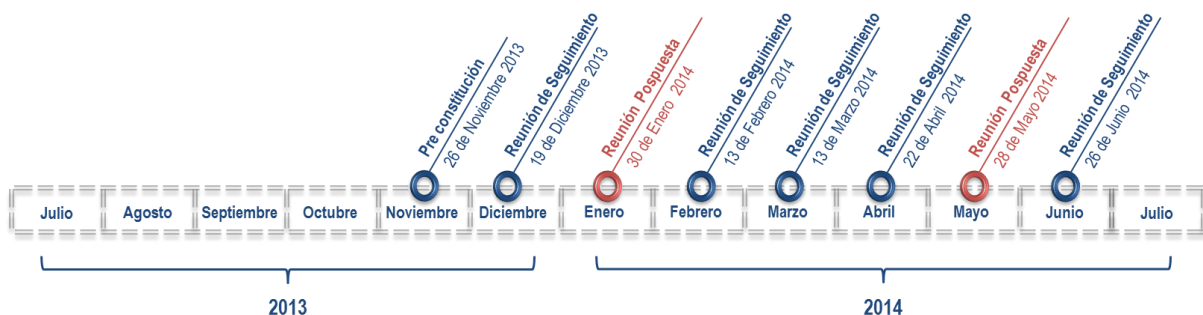 Pre constitución
26 de Noviembre 2013
Reunión de Seguimiento
19 de Diciembre 2013
Reunión Pospuesta
30 de Enero 2014
Reunión de Seguimiento
13 de Febrero 2014
Reunión de Seguimiento
13 de Marzo 2014
Reunión de Seguimiento
22 de Abril 2014
Reunión Pospuesta
28 de Mayo 2014
Reunión de Seguimiento
26 de Junio 2014
Julio
Agosto
Septiembre
Octubre
Noviembre
Diciembre
Enero
Febrero
Marzo
Abril
Mayo
Junio
Julio
2013
2014